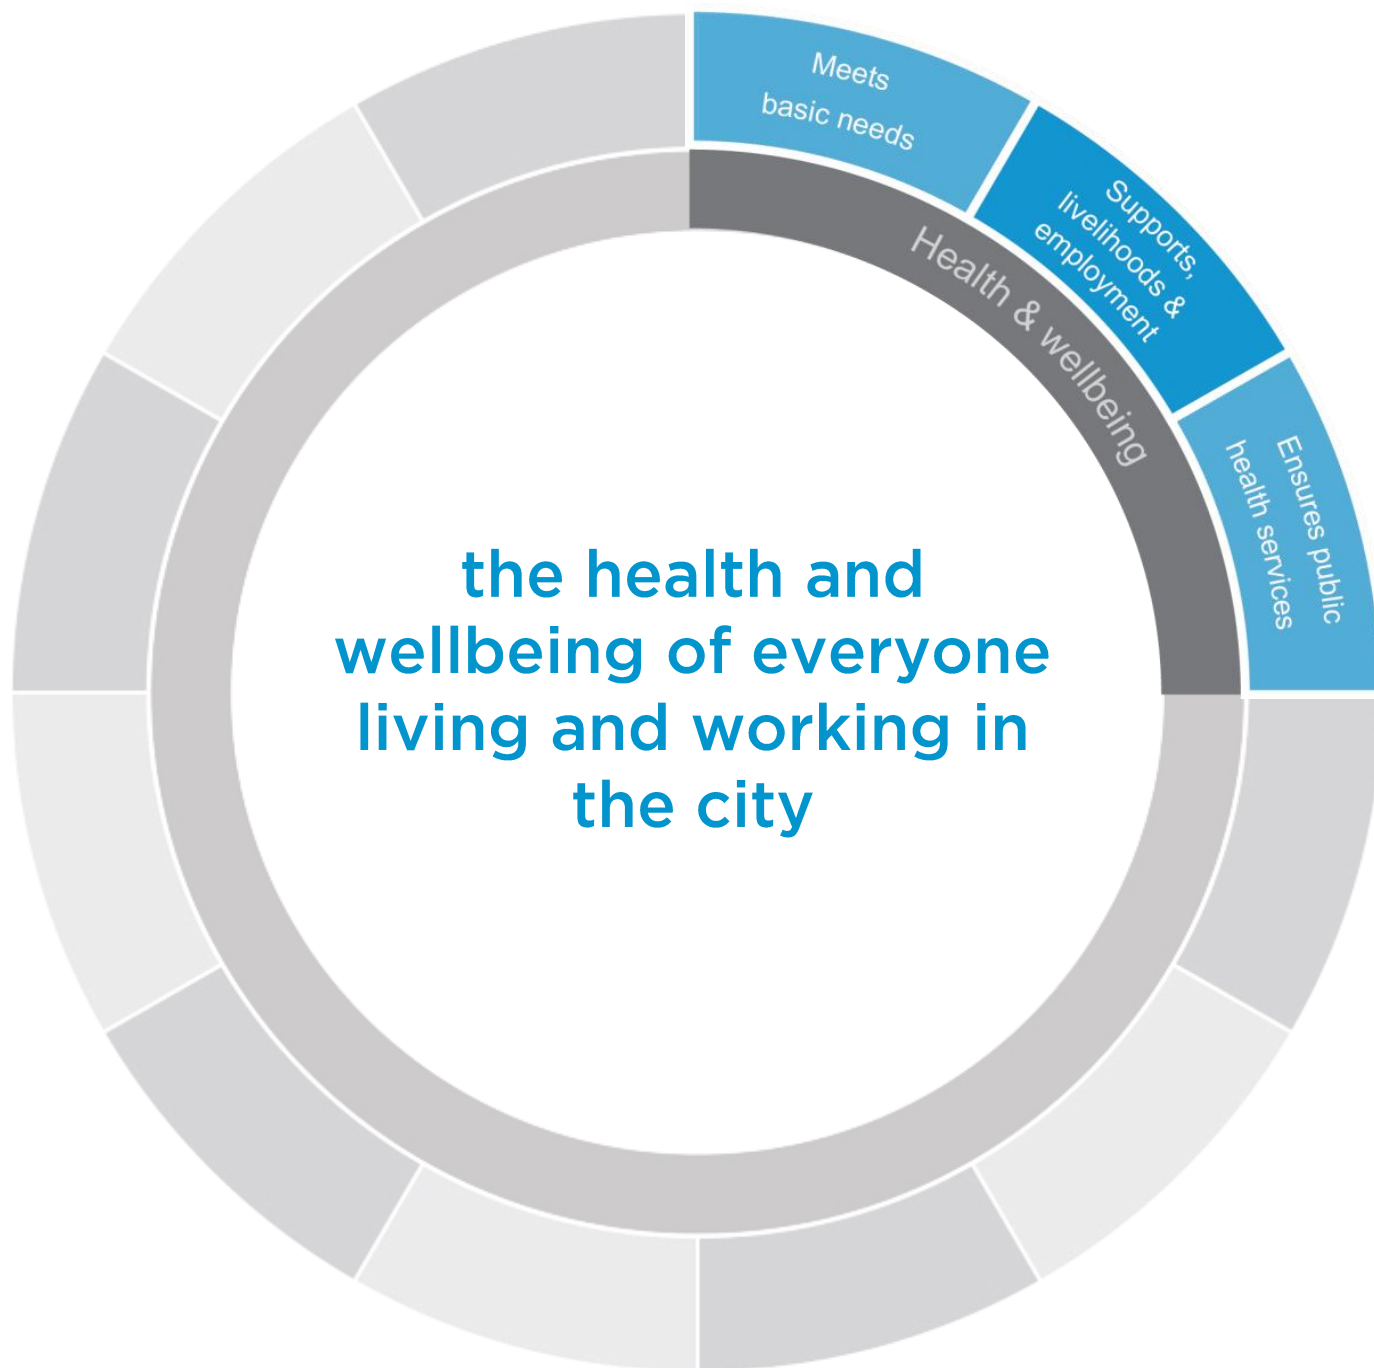 Meets
basic needs
Supports,
livelihoods &
employment
Ensures public
health services
Health & wellbeing
the health and
wellbeing of everyone
living and working in
the city